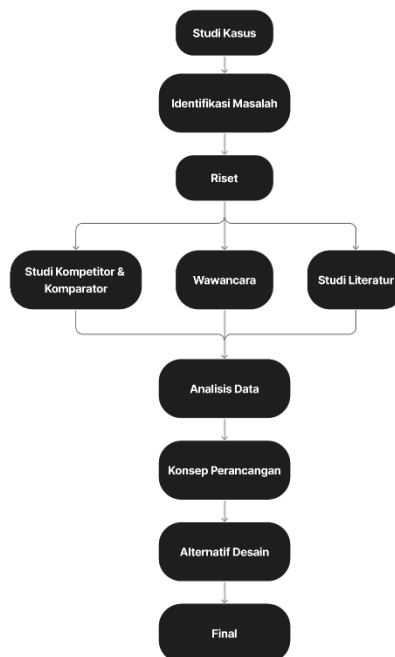 Studi Kasus
Identifikasi Masalah
Riset
Studi Kompetitor &
Komparator
Wawancara
Studi Literatur
Analisis Data
Konsep Perancangan
Alternatif Desain
Final